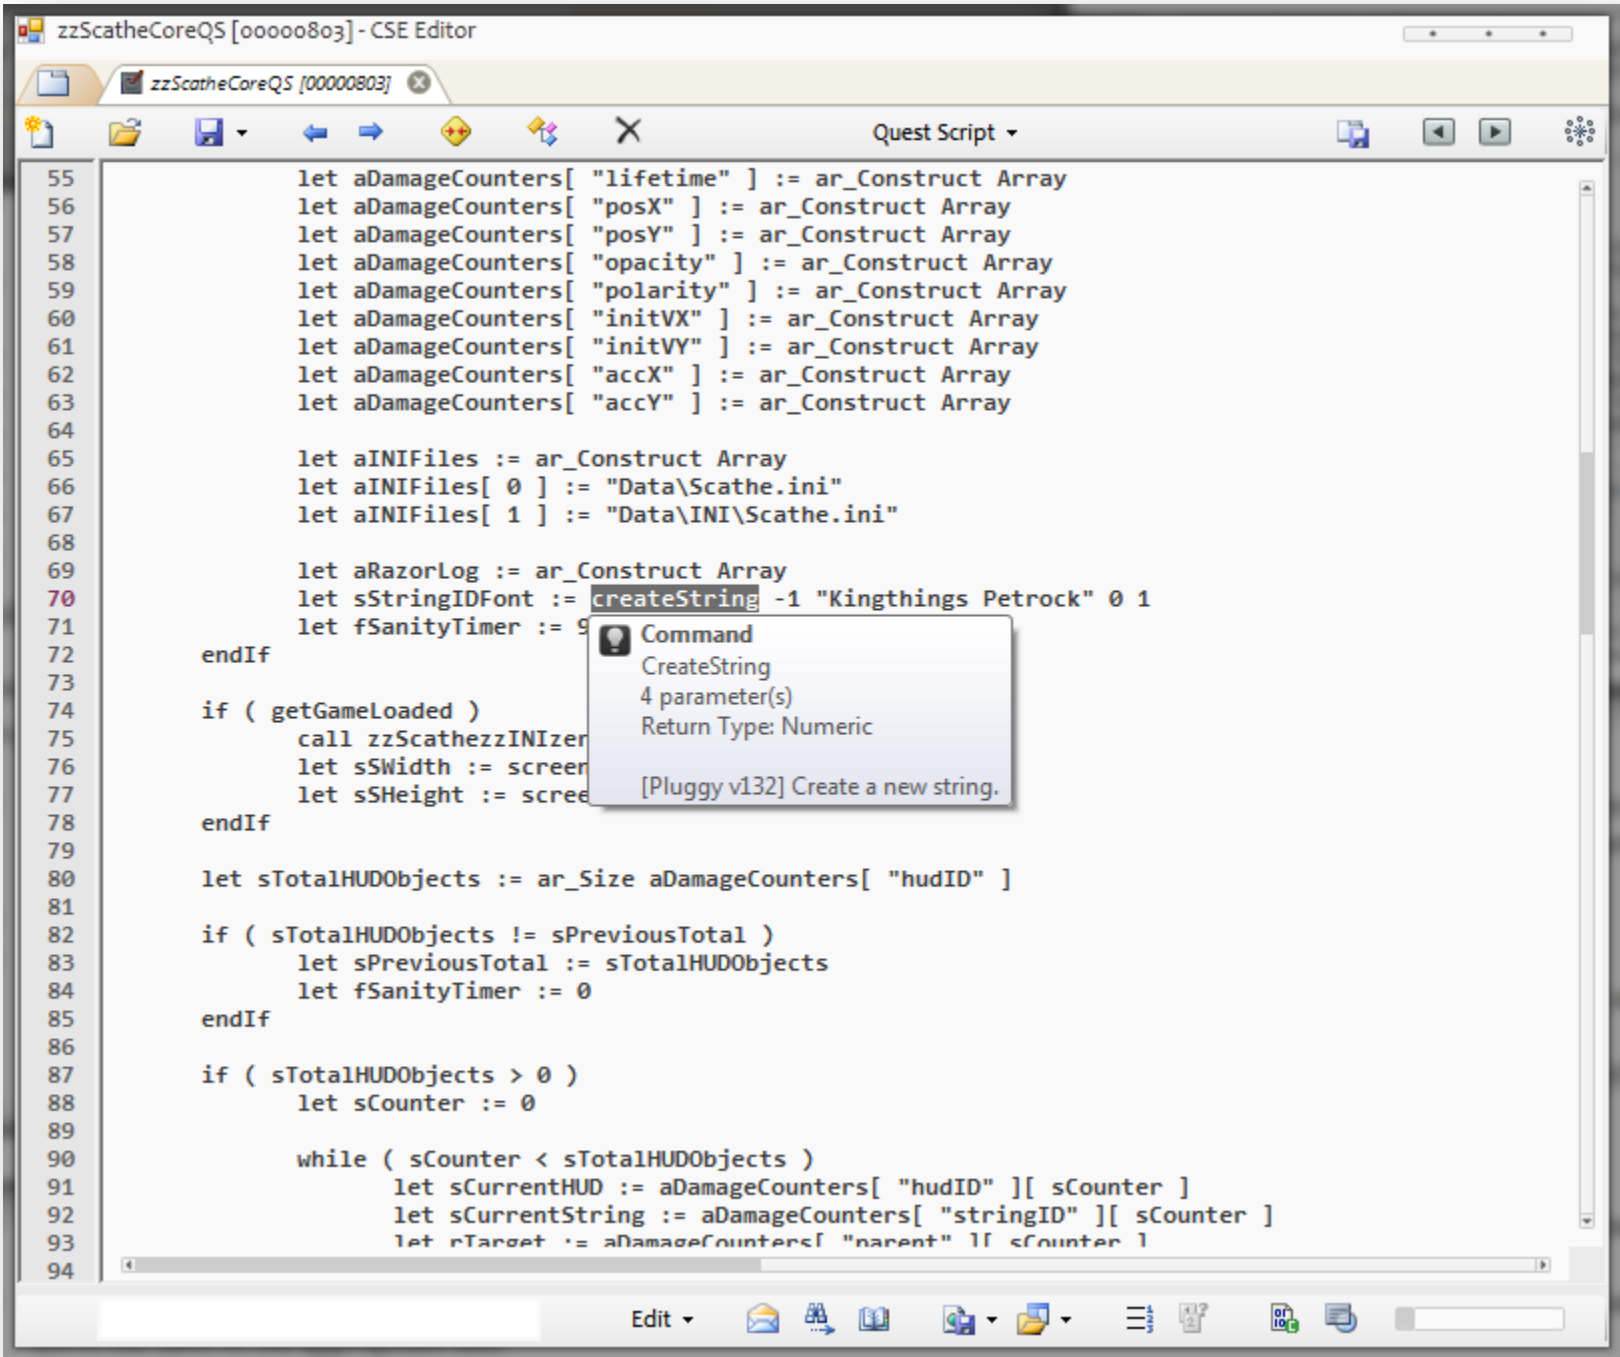 zzScatheCoreQS [00000803] - CSE Editor
zzScatheCoreQS [00000803]
Quest Script
55 let aDamageCounters[ "lifetime" ] := ar_Construct Array
56 let aDamageCounters[ "posX" ] := ar_Construct Array
57 let aDamageCounters[ "posY" ] := ar_Construct Array
58 let aDamageCounters[ "opacity" ] := ar_Construct Array
59 let aDamageCounters[ "polarity" ] := ar_Construct Array
60 let aDamageCounters[ "initVX" ] := ar_Construct Array
61 let aDamageCounters[ "initVY" ] := ar_Construct Array
62 let aDamageCounters[ "accX" ] := ar_Construct Array
63 let aDamageCounters[ "accY" ] := ar_Construct Array
64
65 let aINIFiles := ar_Construct Array
66 let aINIFiles[ 0 ] := "Data\Scathe.ini"
67 let aINIFiles[ 1 ] := "Data\INI\Scathe.ini"
68
69 let aRazorLog := ar_Construct Array
70 let sStringIDFont := createString -1 "Kingthings Petrock" 0 1
71 let fSanityTimer := 9
72 endIf
73
74 if ( getGameLoaded )
75 call zzScathezzINIzer
76 let sSWidth := screen
77 let sSHeight := scree
78 endIf
79
80 let sTotalHUDObjects := ar_Size aDamageCounters[ "hudID" ]
81
82 if ( sTotalHUDObjects != sPreviousTotal )
83 let sPreviousTotal := sTotalHUDObjects
84 let fSanityTimer := 0
85 endIf
86
87 if ( sTotalHUDObjects > 0 )
88 let sCounter := 0
89
90 while ( sCounter < sTotalHUDObjects )
91 let sCurrentHUD := aDamageCounters[ "hudID" ][ sCounter ]
92 let sCurrentString := aDamageCounters[ "stringID" ][ sCounter ]
93 let rTarget := aDamageCounters[ "parent" ][ sCounter ]
94
Command
CreateString
4 parameter(s)
Return Type: Numeric
[Pluggy v132] Create a new string.
Edit